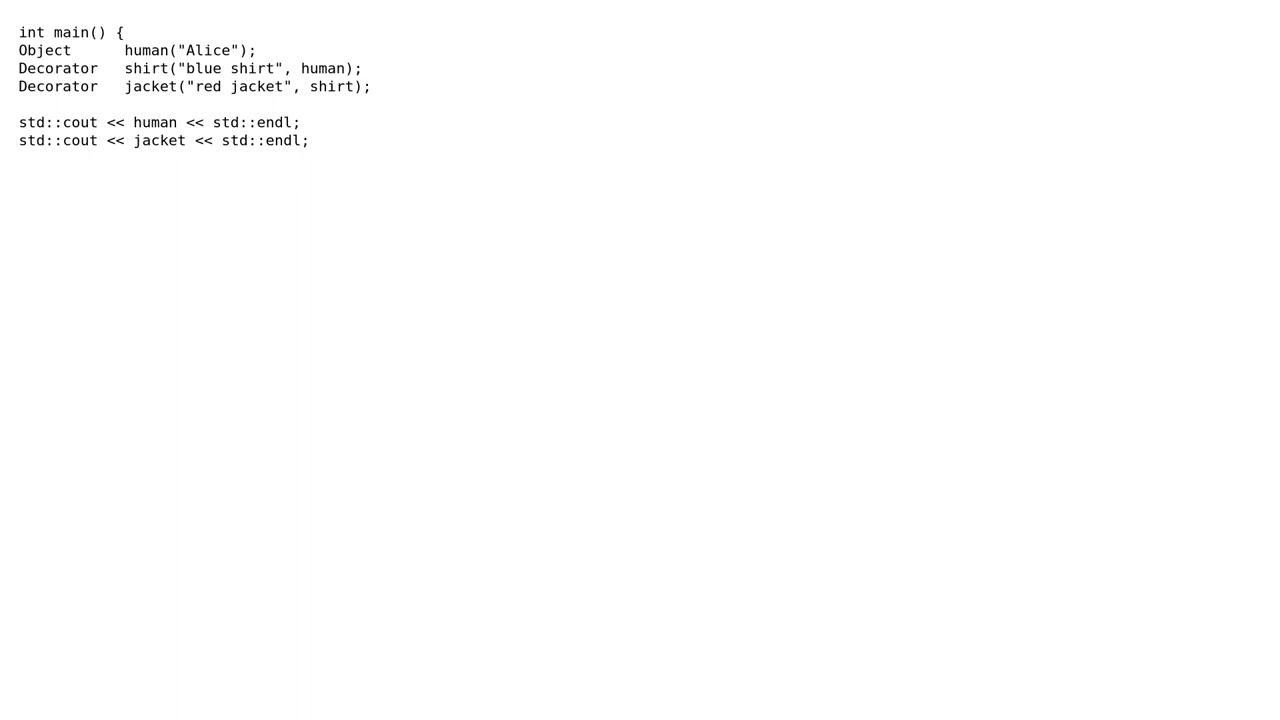 int main() {
Object      human("Alice");
Decorator   shirt("blue shirt", human);
Decorator   jacket("red jacket", shirt);

std::cout << human << std::endl;
std::cout << jacket << std::endl;